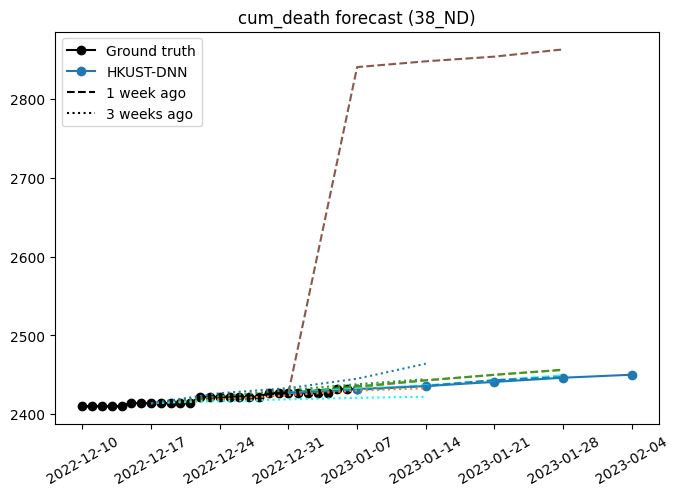 cum_death forecast (38_ND)
Ground truth
HKUST-DNN
1 week ago
3 weeks ago
2800
2700
2600
2500
2400
2022-12-10
2022-12-17
2022-12-24
2022-12-31
2023-01-07
2023-01-14
2023-01-21
2023-01-28
2023-02-04